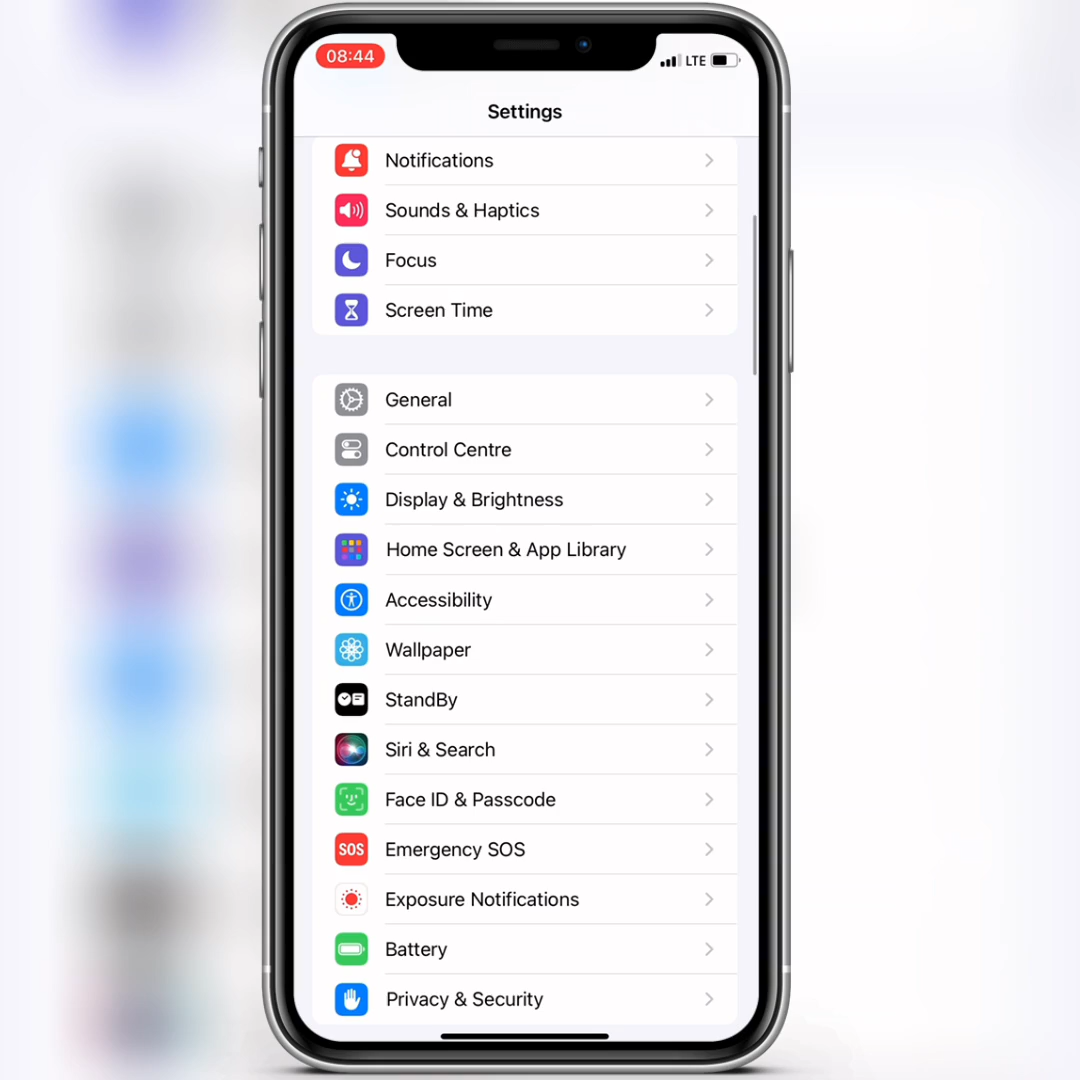 08:44
LTE
Settings
Notifications
Sounds & Haptics
Focus
Screen Time
General
Control Centre
Display & Brightness
Home Screen & App Library
Accessibility
Wallpaper
StandBy
Siri & Search
Face ID & Passcode
SOS Emergency SOS
Exposure Notifications
Battery
Privacy & Security